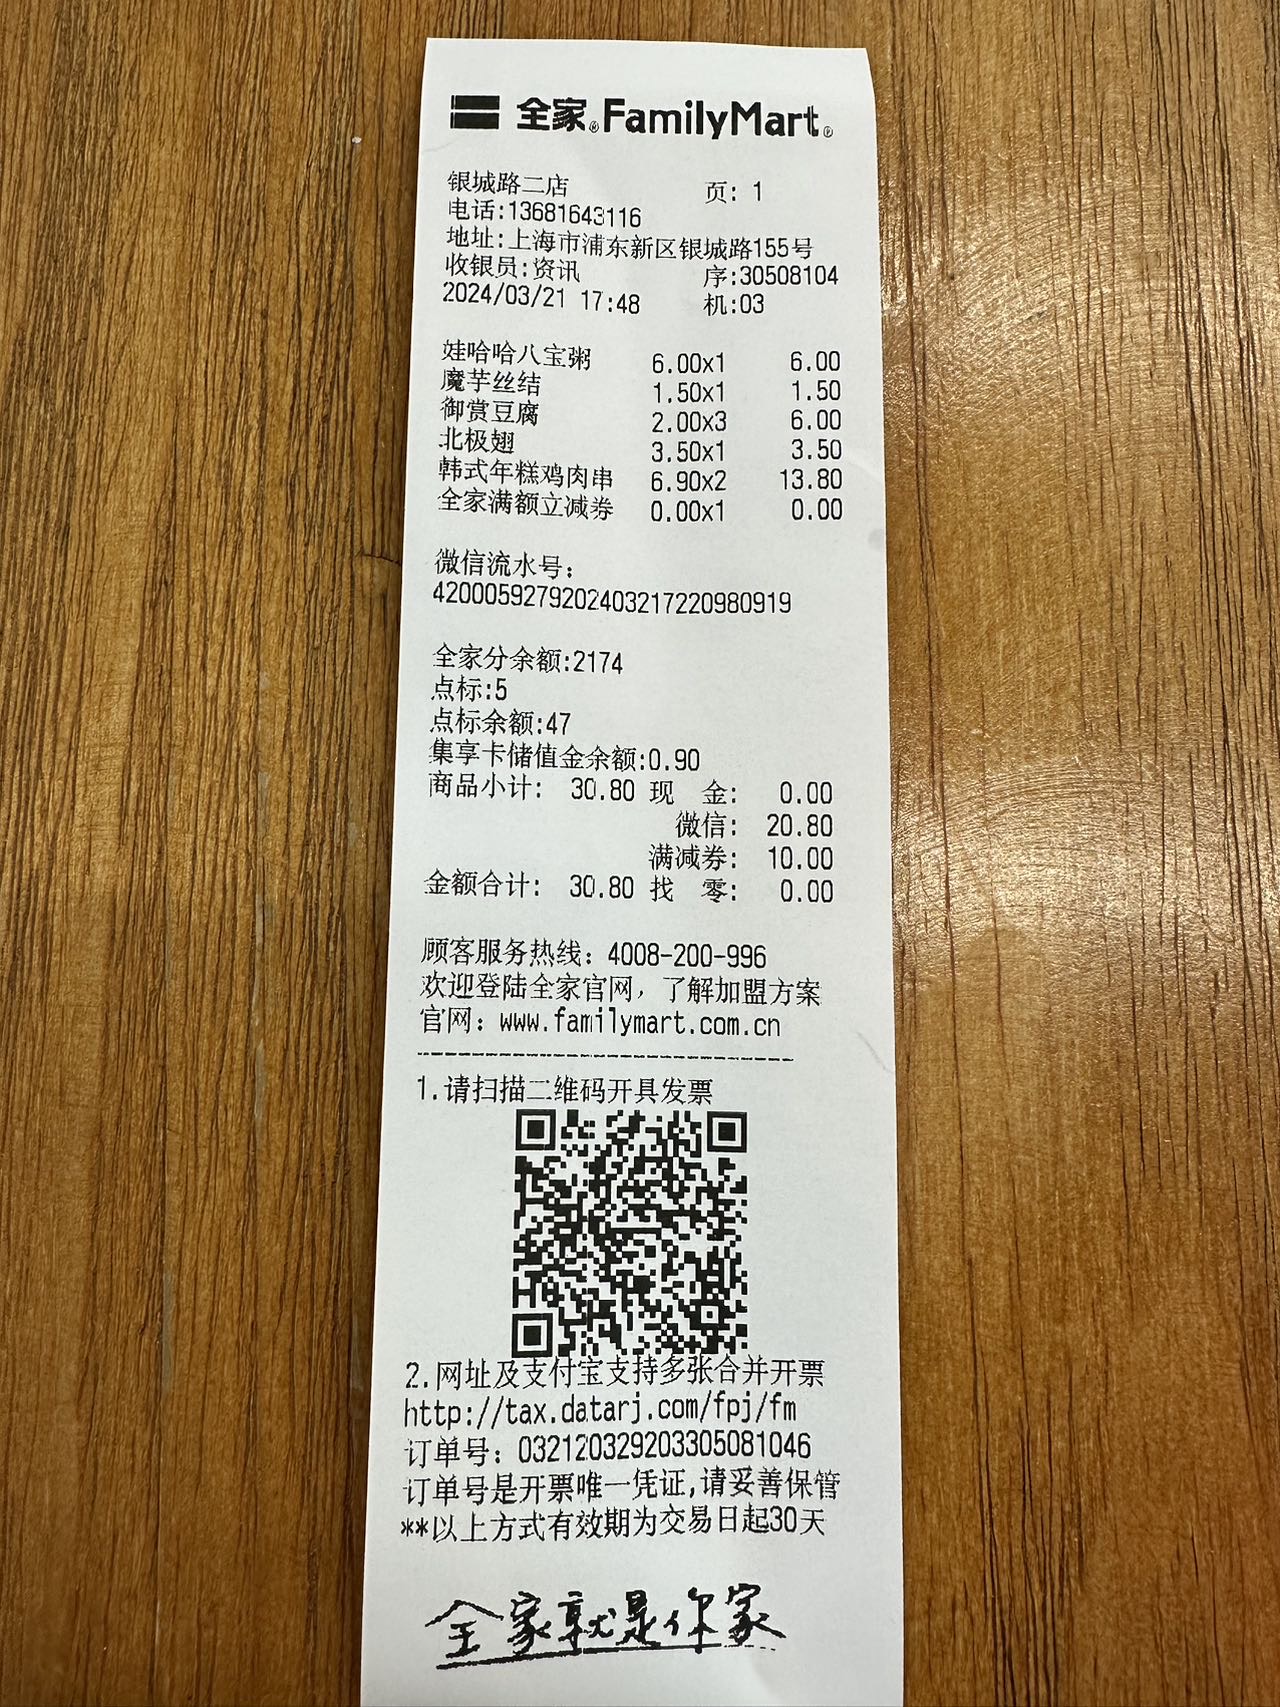 全家®FamilyMart®
银城路二店 页: 1
电话:13681643116
地址:上海市浦东新区银城路155号
收银员:资讯 序:30508104
2024/03/21 17:48 机:03
娃哈哈八宝粥 6.00x1 6.00
魔芋丝结 1.50x1 1.50
御赏豆腐 2.00x3 6.00
北极翅 3.50x1 3.50
韩式年糕鸡肉串 6.90x2 13.80
全家满额立减券 0.00x1 0.00
微信流水号:
4200059279202403217220980919
全家分余额:2174
点标:5
点标余额:47
集享卡储值金余额:0.90
商品小计: 30.80 现 金: 0.00
微信: 20.80
满减券: 10.00
金额合计: 30.80 找 零: 0.00
顾客服务热线: 4008-200-996
欢迎登陆全家官网, 了解加盟方案
官网: www.familymart.com.cn
1.请扫描二维码开具发票
2.网址及支付宝支持多张合并开票
http://tax.datarj.com/fpj/fm
订单号: 032120329203305081046
订单号是开票唯一凭证,请妥善保管
**以上方式有效期为交易日起30天
全家就是你家